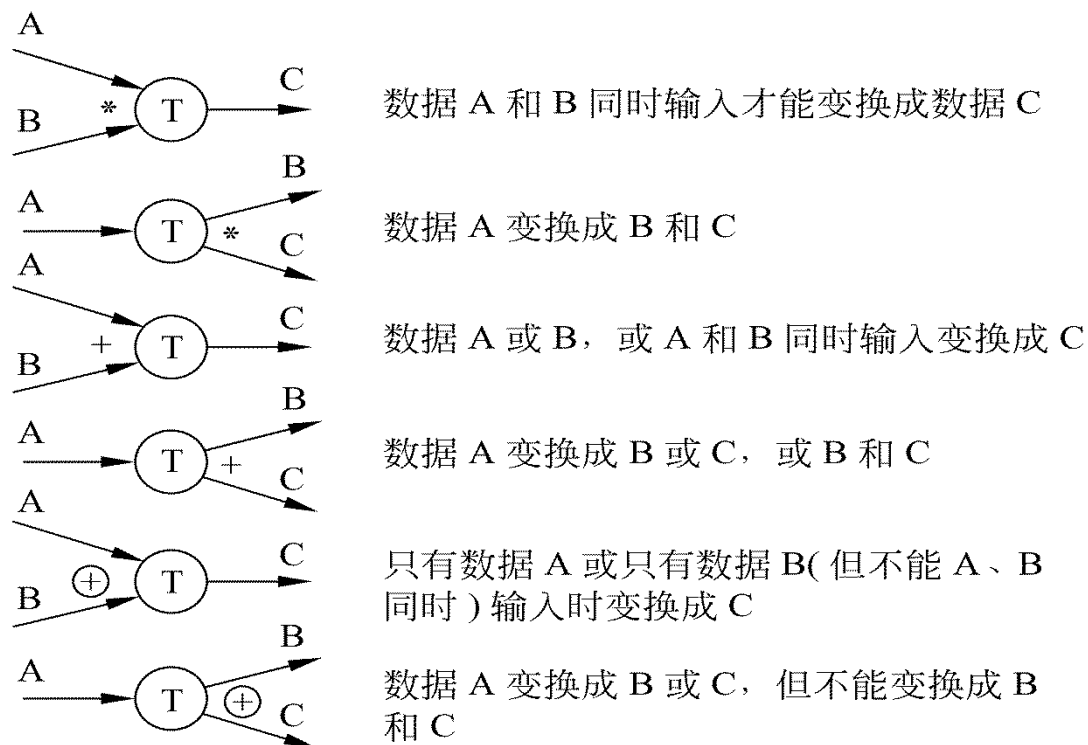 A
B
*
T
C
数据 A 和 B 同时输入才能变换成数据 C
A
T
*
B
C
数据 A 变换成 B 和 C
A
B
+
T
C
数据 A 或 B，或 A 和 B 同时输入变换成 C
A
T
+
B
C
数据 A 变换成 B 或 C，或 B 和 C
A
B
+
T
C
只有数据 A 或只有数据 B( 但不能 A、B
同时 ) 输入时变换成 C
A
T
+
B
C
数据 A 变换成 B 或 C，但不能变换成 B
和 C